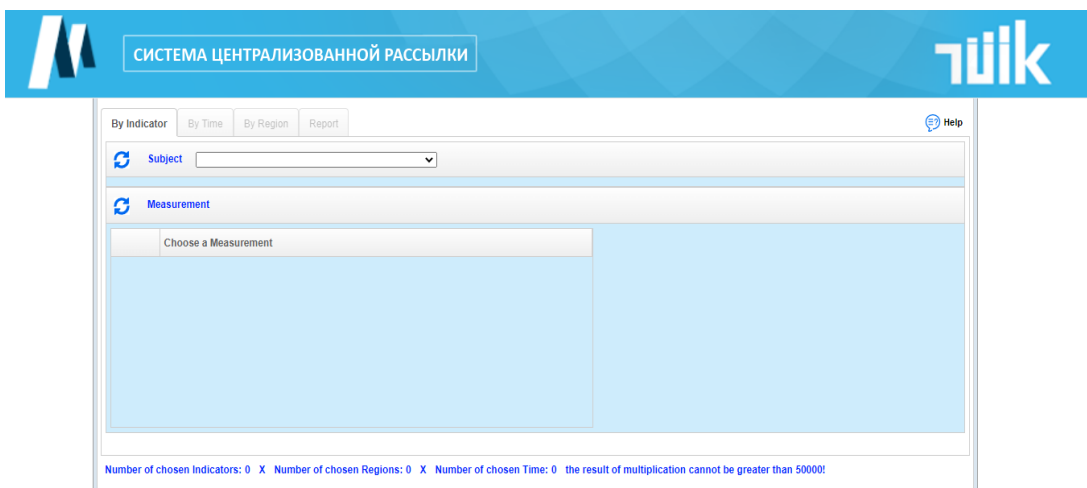 СИСТЕМА ЦЕНТРАЛИЗОВАННОЙ РАССЫЛКИ
TÜİK
By Indicator By Time By Region Report Help
Subject
Measurement
Choose a Measurement
Number of chosen Indicators: 0 X Number of chosen Regions: 0 X Number of chosen Time: 0 the result of multiplication cannot be greater than 50000!